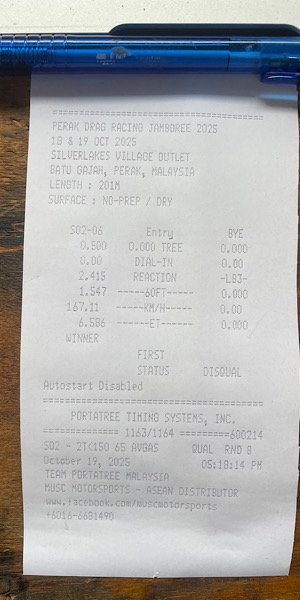 ================================================
PERAK DRAG RACING JAMBOREE 2025
18 & 19 OCT 2025
SILVERLAKES VILLAGE OUTLET
BATU GAJAH, PERAK, MALAYSIA
LENGTH : 201M
SURFACE : NO-PREP / DRY
S02-06 Entry BYE
0.500 0.000 TREE 0.000
0.00 DIAL-IN 0.00
2.415 REACTION -LB3-
1.547 ------60FT------ 0.000
167.11 ------KM/H------ 0.00
6.586 ------ET------ 0.000
WINNER
FIRST
STATUS DISQUAL
Autostart Disabled
================================================
PORTATREE TIMING SYSTEMS, INC.
=============== 1163/1164 =========600214
S02 - 2T<150 65 AVGAS QUAL RND 8
October 19, 2025 05:18:14 PM
TEAM PORTATREE MALAYSIA
MUSC MOTORSPORTS - ASEAN DISTRIBUTOR
www.facebook.com/muscmotorsports
+6016-6681490